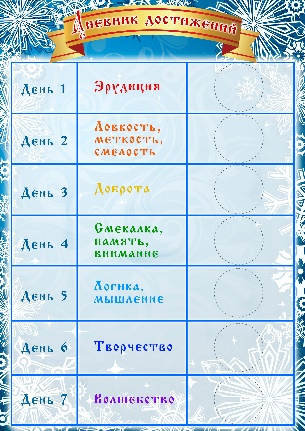 Дневник достижений
День 1
Эрудиция
День 2
Ловкость,
меткость,
смелость
День 3
Доброта
День 4
Смекалка,
память,
внимание
День 5
Логика,
мышление
День 6
Творчество
День 7
Волшебство